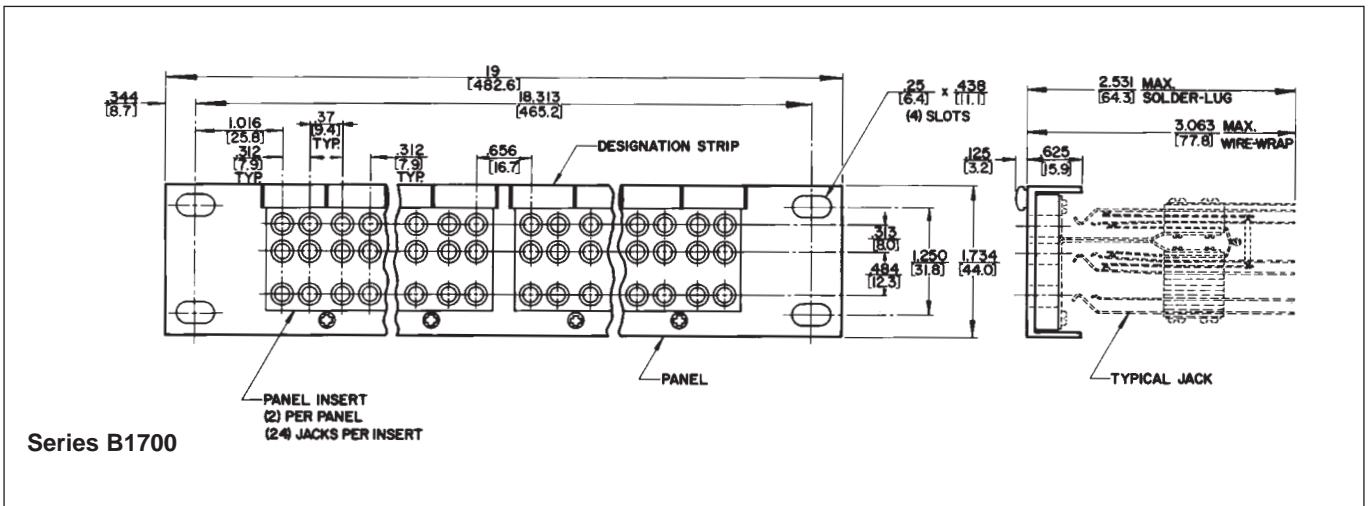 19
[482.6]
.344
[8.7]
18.313
[465.2]
.25 x .438
[6.4] [11.1]
(4) SLOTS
2.531 MAX.
[64.3] SOLDER-LUG
1.016
[25.8]
.37
[9.4]
TYP.
3.063 MAX.
[77.8] WIRE-WRAP
.312
[7.9]
TYP.
.312
[7.9]
TYP.
.656
[16.7]
DESIGNATION STRIP
.125
[3.2]
.625
[15.9]
.313
[8.0]
1.250
[31.8]
1.734
[44.0]
.484
[12.3]
PANEL
TYPICAL JACK
PANEL INSERT
(2) PER PANEL
(24) JACKS PER INSERT
Series B1700